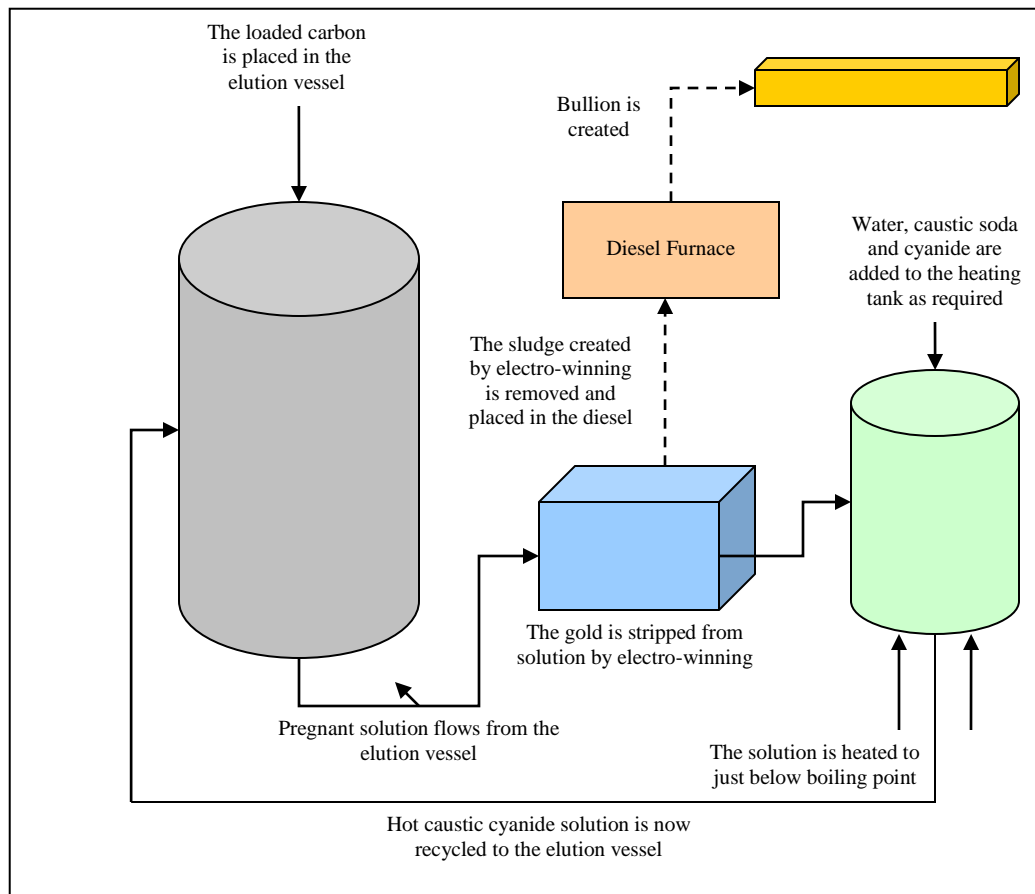 The loaded carbon
is placed in the
elution vessel
Bullion is
created
Diesel Furnace
Water, caustic soda
and cyanide are
added to the heating
tank as required
The sludge created
by electro-winning
is removed and
placed in the diesel
The gold is stripped from
solution by electro-winning
Pregnant solution flows from the
elution vessel
The solution is heated to
just below boiling point
Hot caustic cyanide solution is now
recycled to the elution vessel